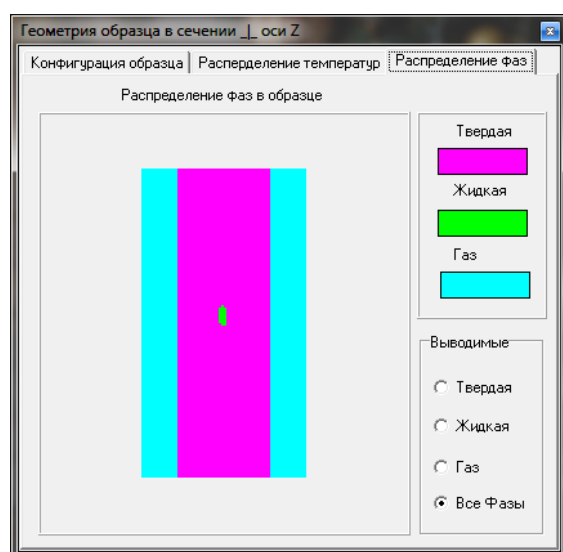 Геометрия образца в сечении _|_ оси Z
Конфигурация образца Распределение температур Распределение фаз
Распределение фаз в образце
Твердая
Жидкая
Газ
Выводимые
Твердая
Жидкая
Газ
Все Фазы